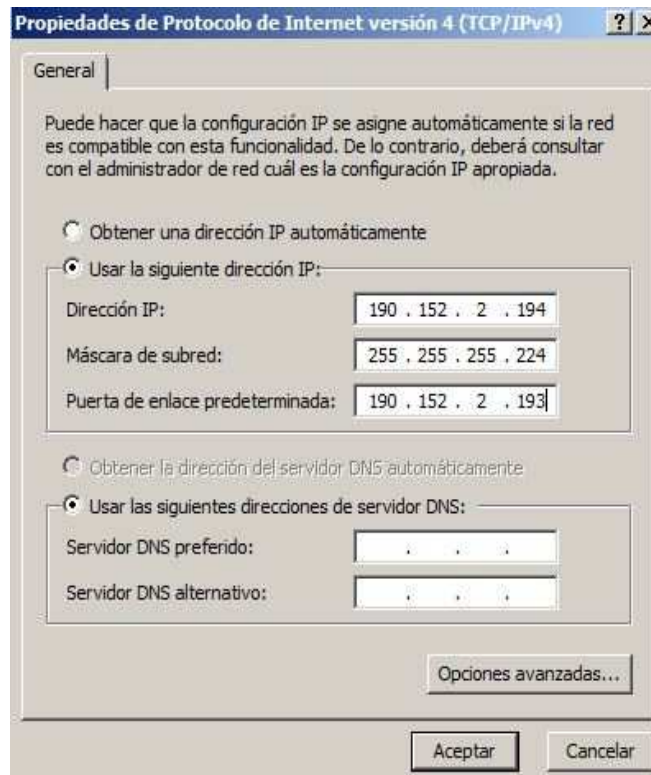 Propiedades de Protocolo de Internet versión 4 (TCP/IPv4)
General
Puede hacer que la configuración IP se asigne automáticamente si la red
es compatible con esta funcionalidad. De lo contrario, deberá consultar
con el administrador de red cuál es la configuración IP apropiada.
Obtener una dirección IP automáticamente
Usar la siguiente dirección IP:
Dirección IP: 190 . 152 . 2 . 194
Máscara de subred: 255 . 255 . 255 . 224
Puerta de enlace predeterminada: 190 . 152 . 2 . 193
Obtener la dirección del servidor DNS automáticamente
Usar las siguientes direcciones de servidor DNS:
Servidor DNS preferido: . . .
Servidor DNS alternativo: . . .
Opciones avanzadas...
Aceptar Cancelar